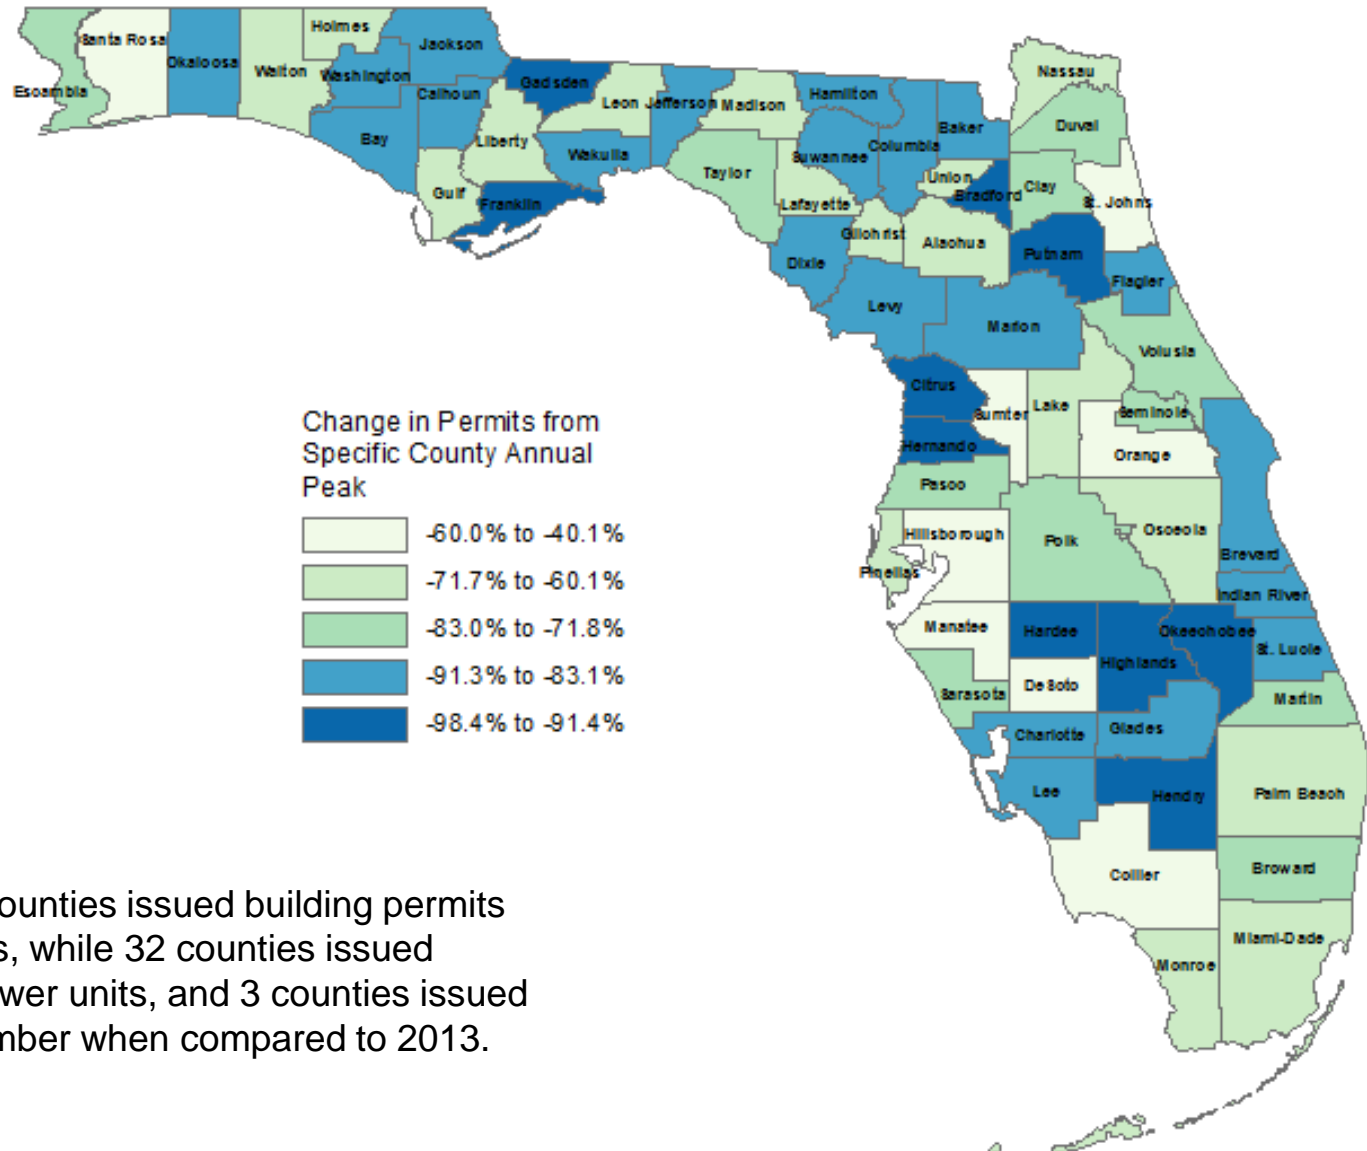 Holmes
Santa Rosa
Jackson
Okaloosa
Walton
Washington
Escambia
Calhoun
Gadsden
Leon
Jefferson
Madison
Hamilton
Nassau
Bay
Liberty
Wakulla
Suwannee
Columbia
Baker
Duval
Taylor
Union
Bradford
Clay
Gulf
Franklin
Lafayette
St. Johns
Gilchrist
Alachua
Putnam
Dixie
Flagler
Levy
Marion
Volusia
Citrus
Sumter
Lake
Seminole
Hernando
Orange
Pasco
Hillsborough
Polk
Osceola
Brevard
Pinellas
Indian River
Manatee
Hardee
Okeechobee
St. Lucie
Highlands
DeSoto
Sarasota
Martin
Charlotte
Glades
Lee
Hendry
Palm Beach
Collier
Broward
Miami-Dade
Monroe
Change in Permits from
Specific County Annual
Peak
-60.0% to -40.1%
-71.7% to -60.1%
-83.0% to -71.8%
-91.3% to -83.1%
-98.4% to -91.4%
ounties issued building permits
s, while 32 counties issued
wer units, and 3 counties issued
mber when compared to 2013.